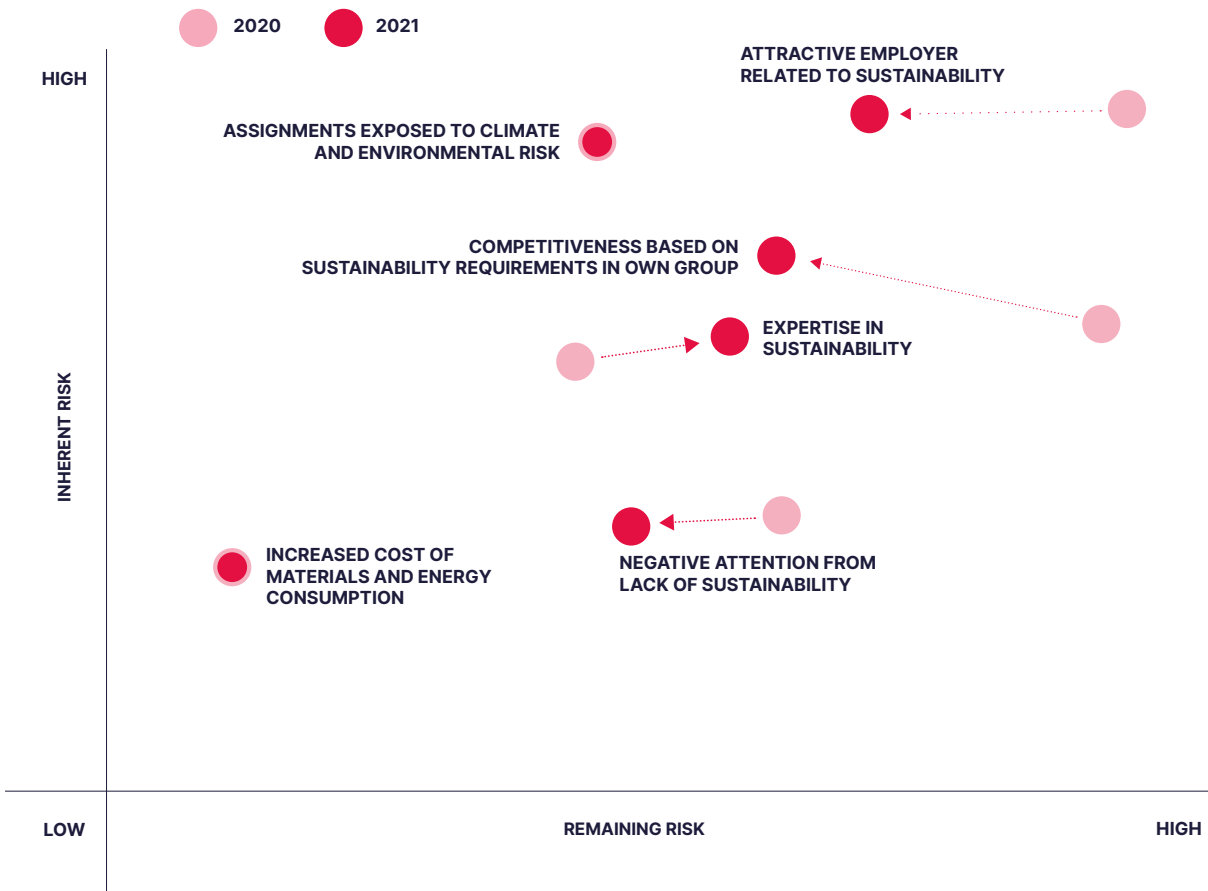 2020
2021
HIGH
ATTRACTIVE EMPLOYER
RELATED TO SUSTAINABILITY
ASSIGNMENTS EXPOSED TO CLIMATE
AND ENVIRONMENTAL RISK
COMPETITIVENESS BASED ON
SUSTAINABILITY REQUIREMENTS IN OWN GROUP
EXPERTISE IN
SUSTAINABILITY
INHERENT RISK
INCREASED COST OF
MATERIALS AND ENERGY
CONSUMPTION
NEGATIVE ATTENTION FROM
LACK OF SUSTAINABILITY
LOW
REMAINING RISK
HIGH